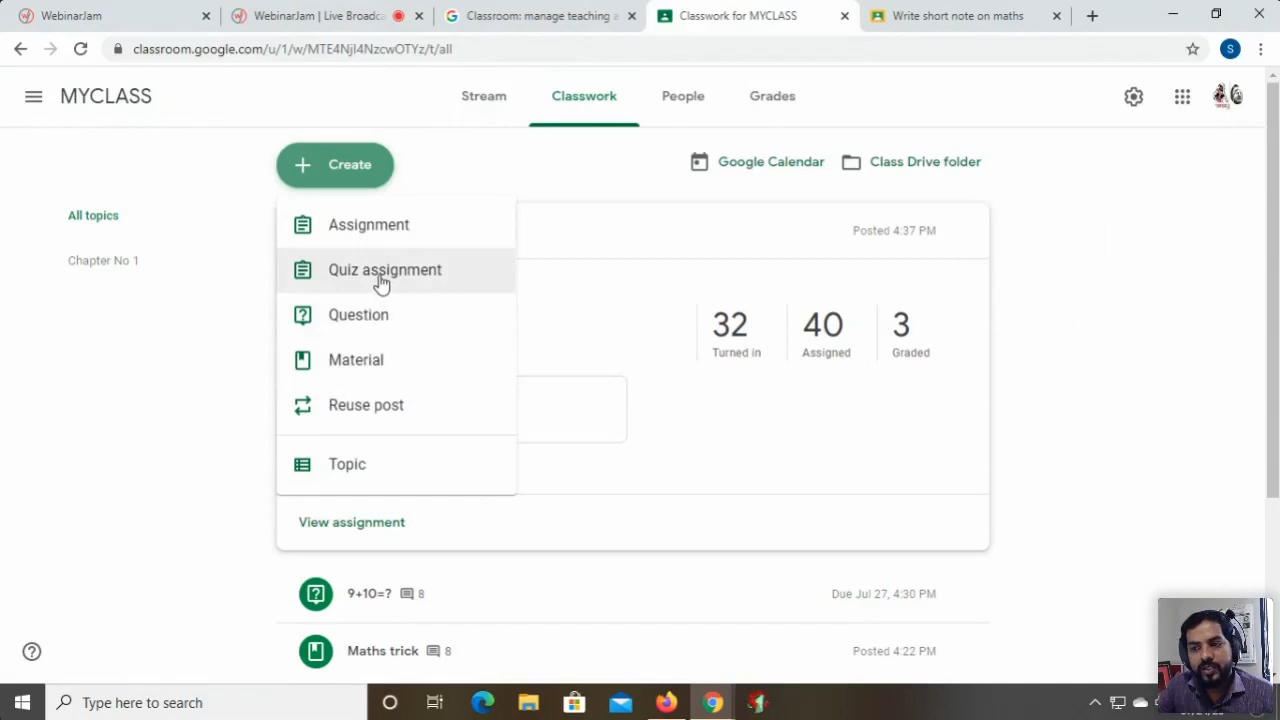 WebinarJam
WebinarJam | Live Broadca
Classroom: manage teaching a
Classwork for MYCLASS
Write short note on maths
classroom.google.com/u/1/w/MTE4NjI4NzcwOTYz/t/all
S
MYCLASS
Stream
Classwork
People
Grades
Create
Google Calendar
Class Drive folder
All topics
Chapter No 1
Assignment
Quiz assignment
Question
Material
Reuse post
Topic
Posted 4:37 PM
32
40
3
Turned in
Assigned
Graded
View assignment
9+10=? 8
Due Jul 27, 4:30 PM
Maths trick 8
Posted 4:22 PM
Type here to search